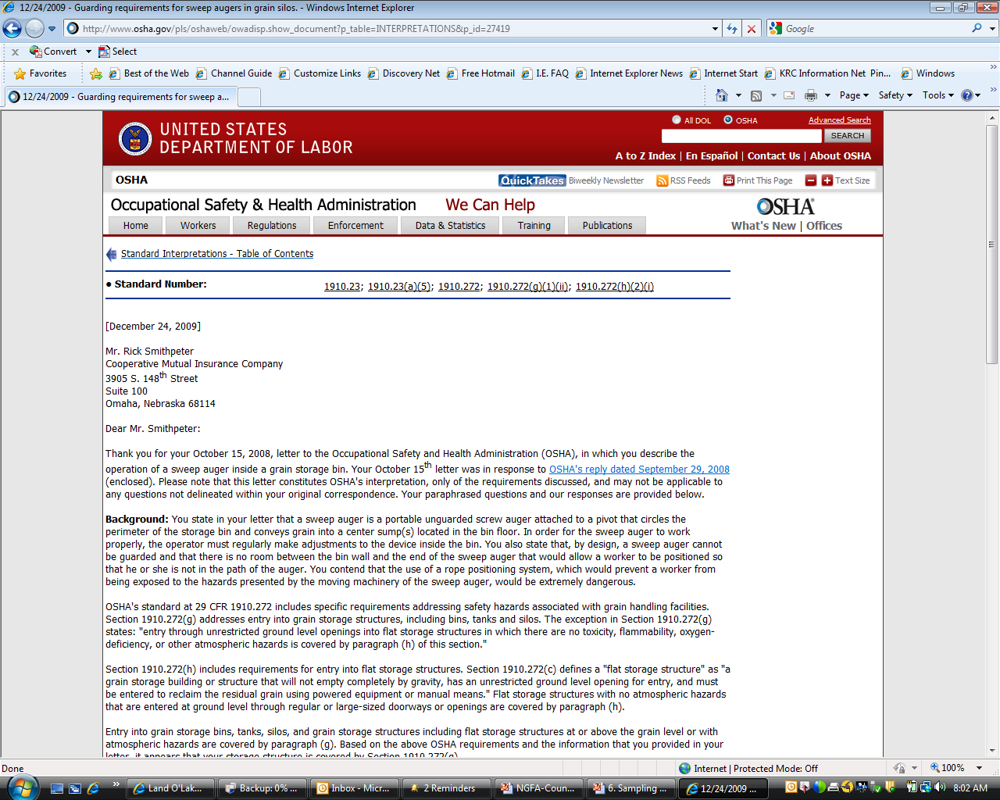 12/24/2009 - Guarding requirements for sweep augers in grain silos. - Windows Internet Explorer
http://www.osha.gov/pls/oshaweb/owadisp.show_document?p_table=INTERPRETATIONS&p_id=27419
Google
x Convert Select
Favorites Best of the Web Channel Guide Customize Links Discovery Net Free Hotmail I.E. FAQ Internet Explorer News Internet Start KRC Information Net Pin... Windows
12/24/2009 - Guarding requirements for sweep a...
Page Safety Tools
UNITED STATES
DEPARTMENT OF LABOR
All DOL OSHA Advanced Search
SEARCH
A to Z Index | En Español | Contact Us | About OSHA
OSHA
QuickTakes Biweekly Newsletter RSS Feeds Print This Page Text Size
Occupational Safety & Health Administration We Can Help
OSHA
Home Workers Regulations Enforcement Data & Statistics Training Publications
What's New | Offices
Standard Interpretations - Table of Contents
• Standard Number: 1910.23; 1910.23(a)(5); 1910.272; 1910.272(g)(1)(ii); 1910.272(h)(2)(i)
[December 24, 2009]
Mr. Rick Smithpeter
Cooperative Mutual Insurance Company
3905 S. 148th Street
Suite 100
Omaha, Nebraska 68114
Dear Mr. Smithpeter:
Thank you for your October 15, 2008, letter to the Occupational Safety and Health Administration (OSHA), in which you describe the
operation of a sweep auger inside a grain storage bin. Your October 15th letter was in response to OSHA's reply dated September 29, 2008
(enclosed). Please note that this letter constitutes OSHA's interpretation, only of the requirements discussed, and may not be applicable to
any questions not delineated within your original correspondence. Your paraphrased questions and our responses are provided below.
Background: You state in your letter that a sweep auger is a portable unguarded screw auger attached to a pivot that circles the
perimeter of the storage bin and conveys grain into a center sump(s) located in the bin floor. In order for the sweep auger to work
properly, the operator must regularly make adjustments to the device inside the bin. You also state that, by design, a sweep auger cannot
be guarded and that there is no room between the bin wall and the end of the sweep auger that would allow a worker to be positioned so
that he or she is not in the path of the auger. You contend that the use of a rope positioning system, which would prevent a worker from
being exposed to the hazards presented by the moving machinery of the sweep auger, would be extremely dangerous.
OSHA's standard at 29 CFR 1910.272 includes specific requirements addressing safety hazards associated with grain handling facilities.
Section 1910.272(g) addresses entry into grain storage structures, including bins, tanks and silos. The exception in Section 1910.272(g)
states: "entry through unrestricted ground level openings into flat storage structures in which there are no toxicity, flammability, oxygen-
deficiency, or other atmospheric hazards is covered by paragraph (h) of this section."
Section 1910.272(h) includes requirements for entry into flat storage structures. Section 1910.272(c) defines a "flat storage structure" as "a
grain storage building or structure that will not empty completely by gravity, has an unrestricted ground level opening for entry, and must
be entered to reclaim the residual grain using powered equipment or manual means." Flat storage structures with no atmospheric hazards
that are entered at ground level through regular or large-sized doorways or openings are covered by paragraph (h).
Entry into grain storage bins, tanks, silos, and grain storage structures including flat storage structures at or above the grain level or with
atmospheric hazards are covered by paragraph (g). Based on the above OSHA requirements and the information that you provided in your
letter, it appears that your storage structure is covered by Section 1910.272(g).
Done Internet | Protected Mode: Off 100%
Land O'Lak... Backup: 0% ... Inbox - Micr... 2 Reminders NGFA-Coun... 6. Sampling ... 12/24/2009 ... 8:02 AM